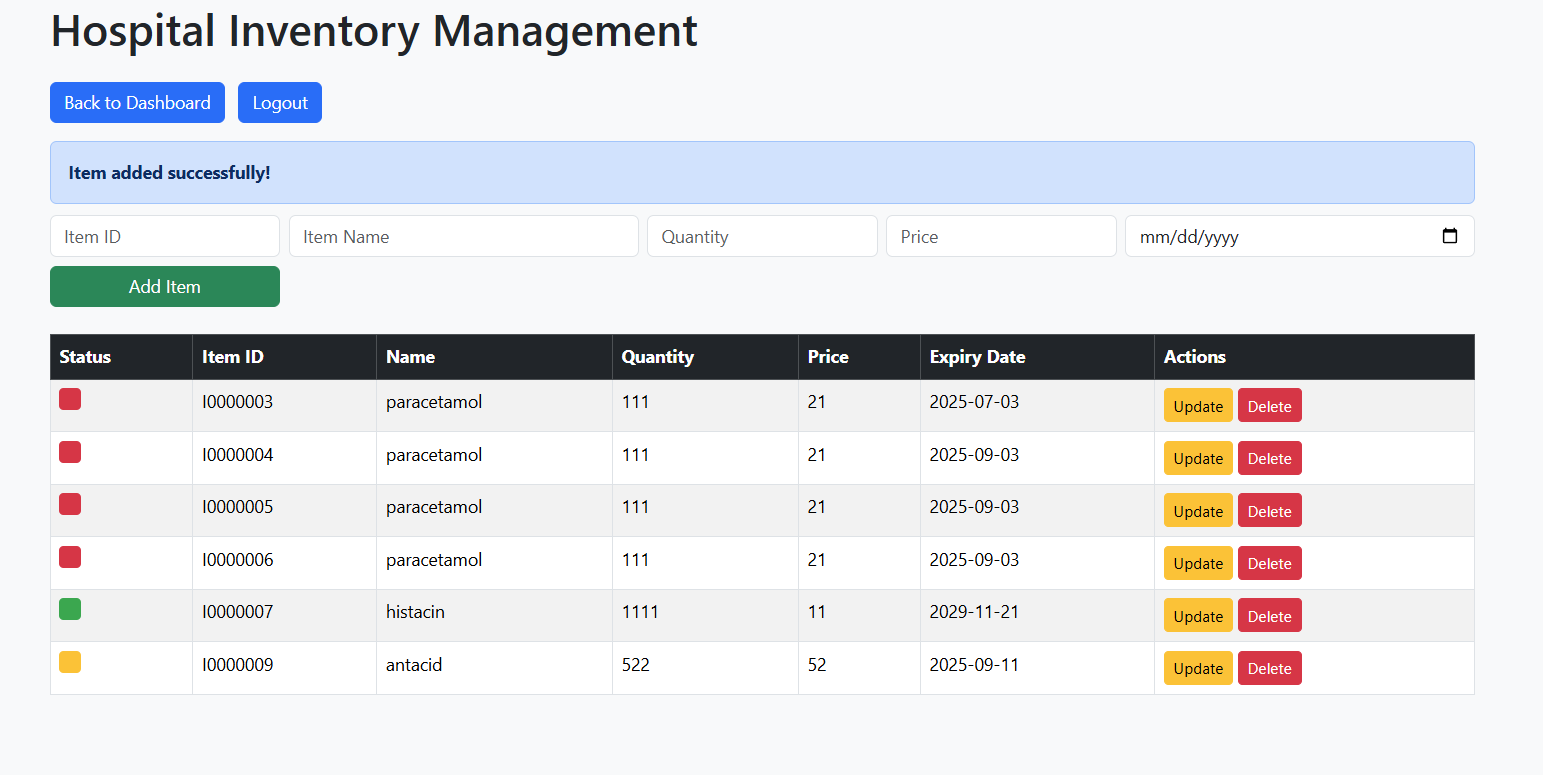 Hospital Inventory Management
Back to Dashboard Logout
Item added successfully!
Item ID Item Name Quantity Price mm/dd/yyyy
Add Item
Status Item ID Name Quantity Price Expiry Date Actions
I0000003 paracetamol 111 21 2025-07-03 Update Delete
I0000004 paracetamol 111 21 2025-09-03 Update Delete
I0000005 paracetamol 111 21 2025-09-03 Update Delete
I0000006 paracetamol 111 21 2025-09-03 Update Delete
I0000007 histacin 1111 11 2029-11-21 Update Delete
I0000009 antacid 522 52 2025-09-11 Update Delete